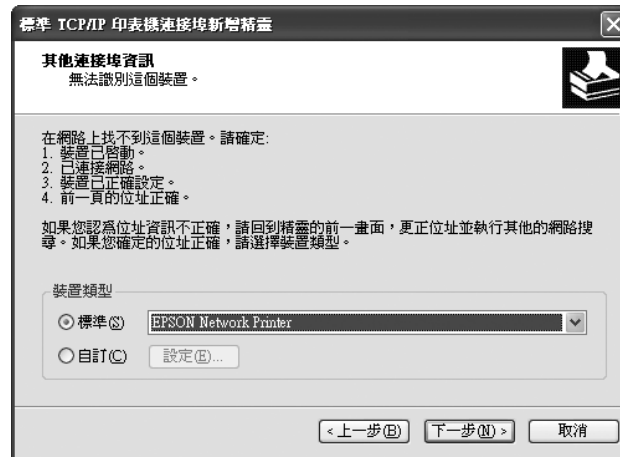 標準 TCP/IP 印表機連接埠新增精靈
其他連接埠資訊
無法識別這個裝置。
在網路上找不到這個裝置。請確定:
1. 裝置已啓動。
2. 已連接網路。
3. 裝置已正確設定。
4. 前一頁的位址正確。
如果您認爲位址資訊不正確,請回到精靈的前一畫面,更正位址並執行其他的網路搜
尋。如果您確定的位址正確,請選擇裝置類型。
裝置類型
標準(S) EPSON Network Printer
自訂(C) 設定(E)...
< 上一步(B) 下一步(N) > 取消